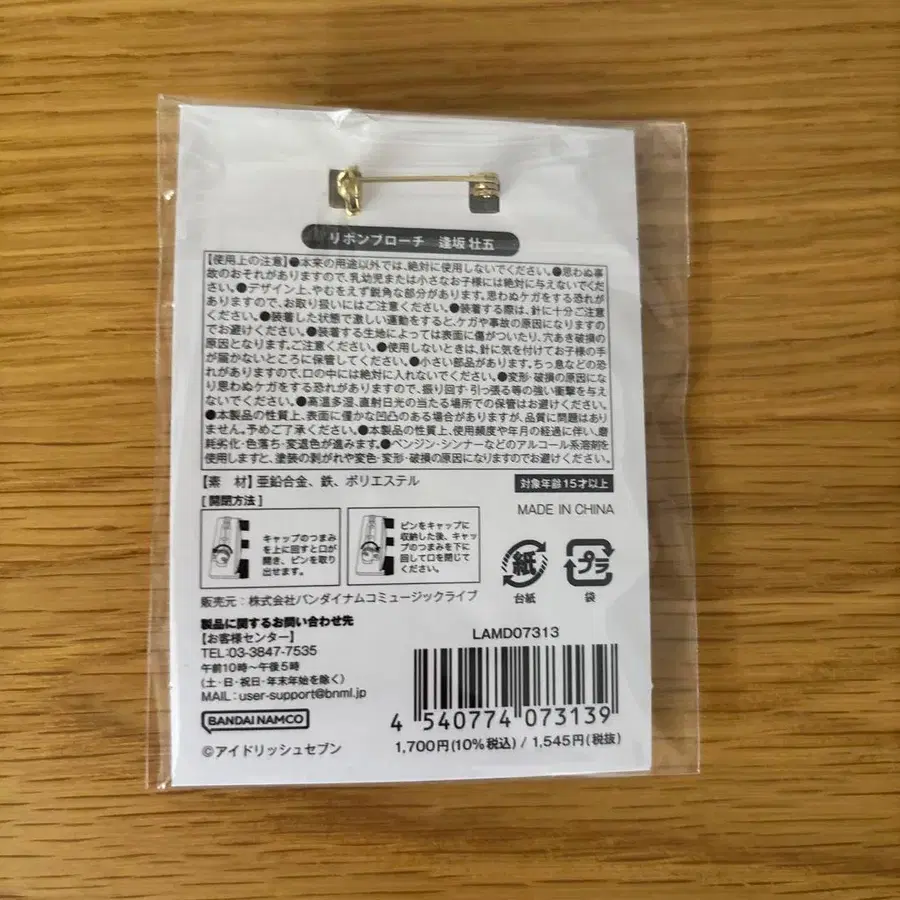 リボンブローチ 逢坂 壮五
【使用上の注意】●本来の用途以外では、絶対に使用しないでください。●思わぬ事
故のおそれがありますので、乳幼児または小さなお子様には絶対に与えないでくだ
さい。●デザイン上、やむをえず鋭角な部分があります。思わぬケガをする恐れが
ありますので、お取り扱いにはご注意ください。●装着する際は、針に十分ご注意
ください。●装着した状態で激しい運動をすると、ケガや事故の原因になりますの
でお避けください。●装着する生地によっては表面に傷がついたり、穴あき破損の
原因となります。ご注意ください。●使用しないときは、針に気を付けてお子様の手
が届かないところに保管してください。●小さい部品があります。ちっ息などの恐
れがありますので、口の中には絶対に入れないでください。●変形・破損の原因にな
り思わぬケガをする恐れがありますので、振り回す・引っ張る等の強い衝撃を与え
ないでください。●高温多湿、直射日光の当たる場所での保管はお避けください。
●本製品の性質上、表面に僅かな凹凸のある場合がありますが、品質に問題はあり
ません。予めご了承ください。●本製品の性質上、使用頻度や年月の経過に伴い、磨
耗劣化・色落ち・変退色が進みます。●ベンジン・シンナーなどのアルコール系溶剤を
使用しますと、塗装の剥がれや変色・変形・破損の原因になりますのでお避けください。
【素 材】亜鉛合金、鉄、ポリエステル
対象年齢15才以上
[開閉方法]
MADE IN CHINA
キャップのつまみ
を上に回すと口が
開き、ピンを取り
出せます。
ピンをキャップに
収納した後、キャッ
プのつまみを下に
回して口を閉じて
ください。
紙
台紙
プラ
袋
販売元：株式会社バンダイナムコミュージックライブ
製品に関するお問い合わせ先
【お客様センター】
TEL:03-3847-7535
午前10時～午後5時
(土・日・祝日・年末年始を除く)
MAIL：user-support@bnml.jp
BANDAI NAMCO
©アイドリッシュセブン
LAMD07313
4 540774 073139
1,700円(10%税込) / 1,545円(税抜)